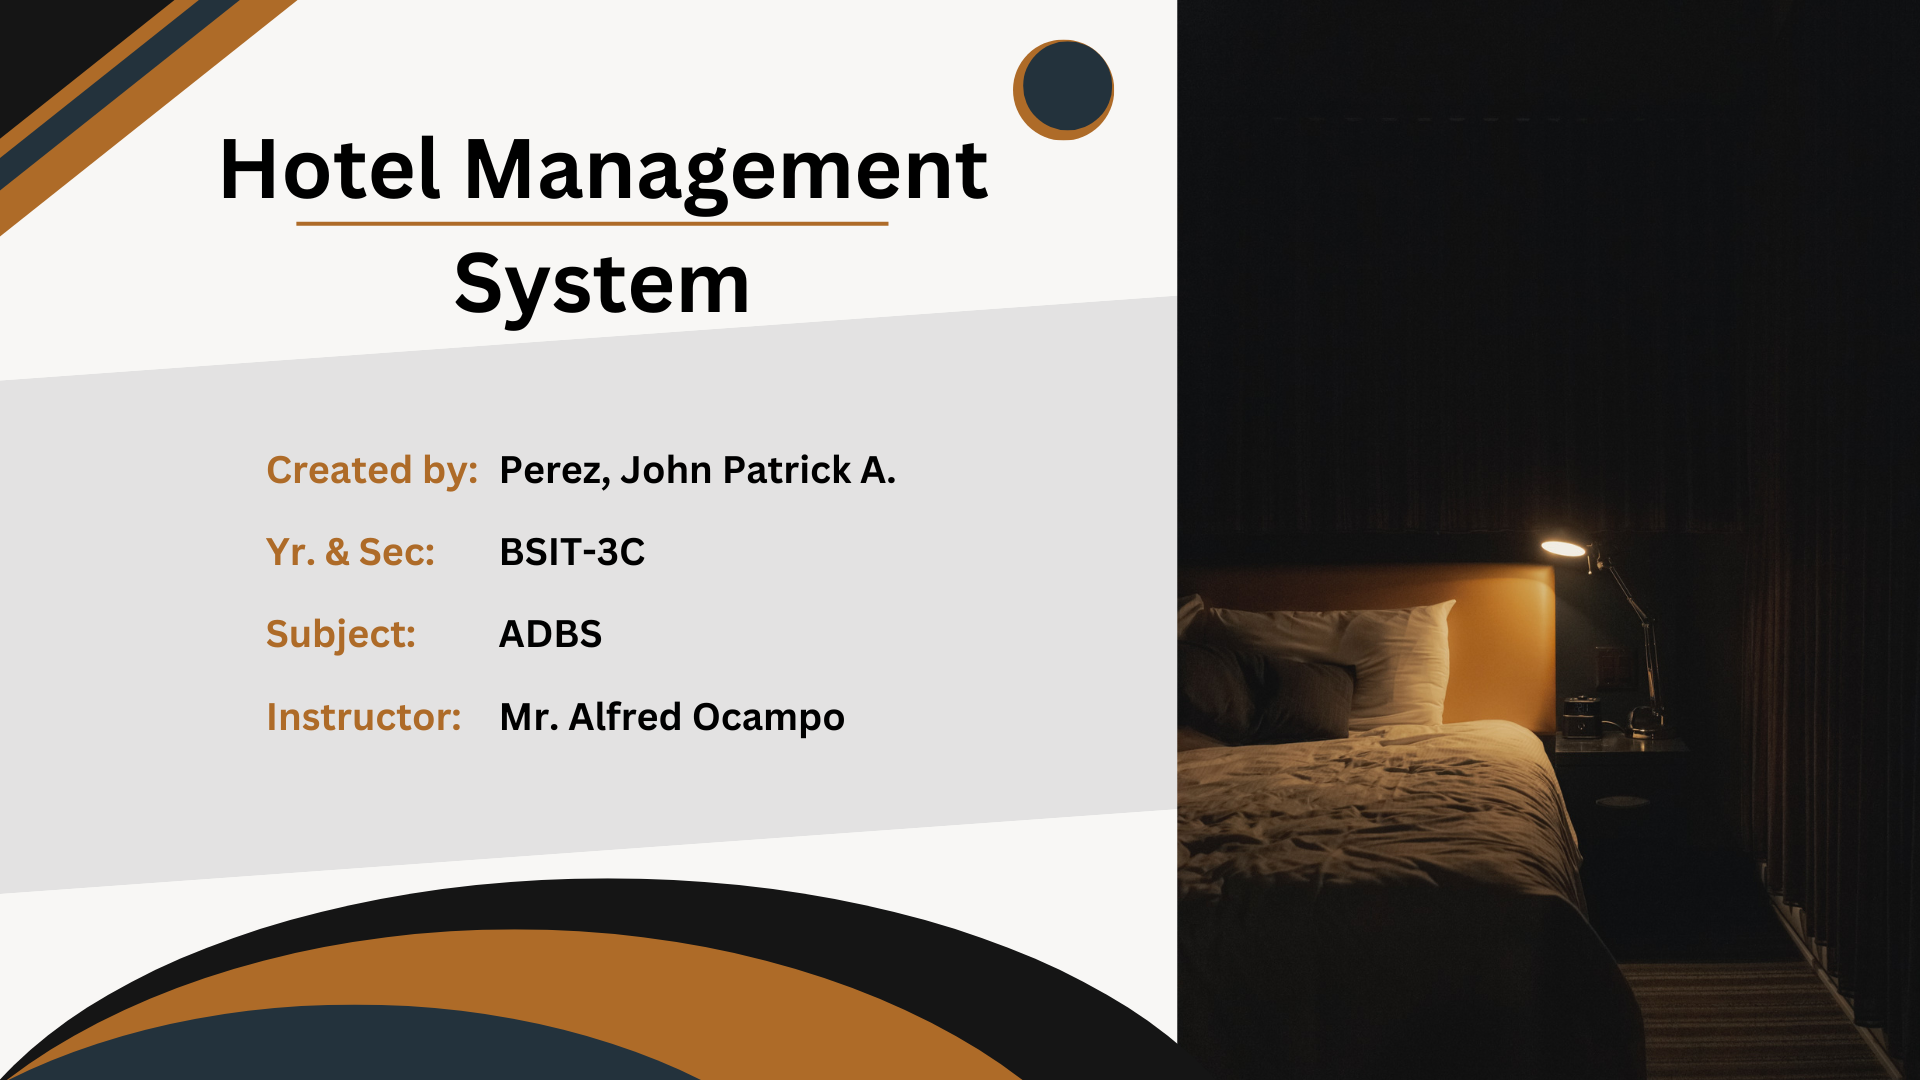 Hotel Management
System
Created by: Perez, John Patrick A.
Yr. & Sec: BSIT-3C
Subject: ADBS
Instructor: Mr. Alfred Ocampo